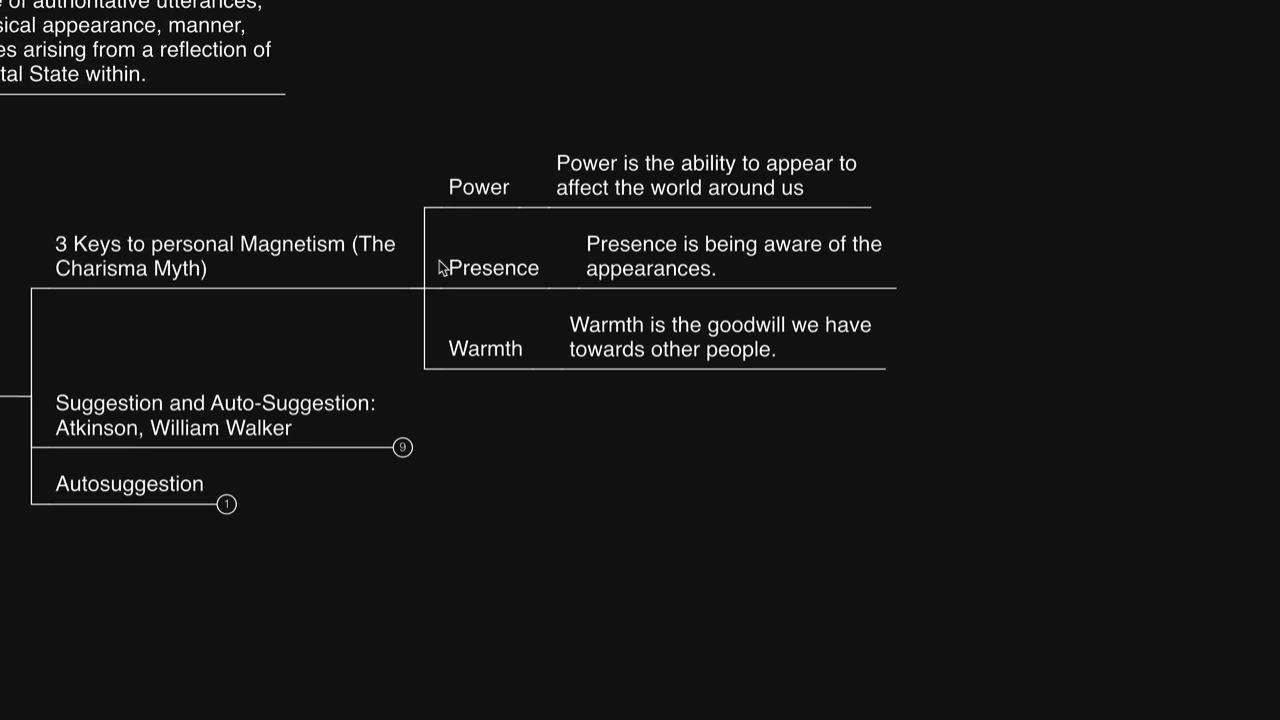 of authoritative utterances,
sical appearance, manner,
es arising from a reflection of
tal State within.
Power is the ability to appear to
Power affect the world around us
3 Keys to personal Magnetism (The
Charisma Myth)
Presence is being aware of the
Presence appearances.
Warmth is the goodwill we have
Warmth towards other people.
Suggestion and Auto-Suggestion:
Atkinson, William Walker
9
Autosuggestion
1